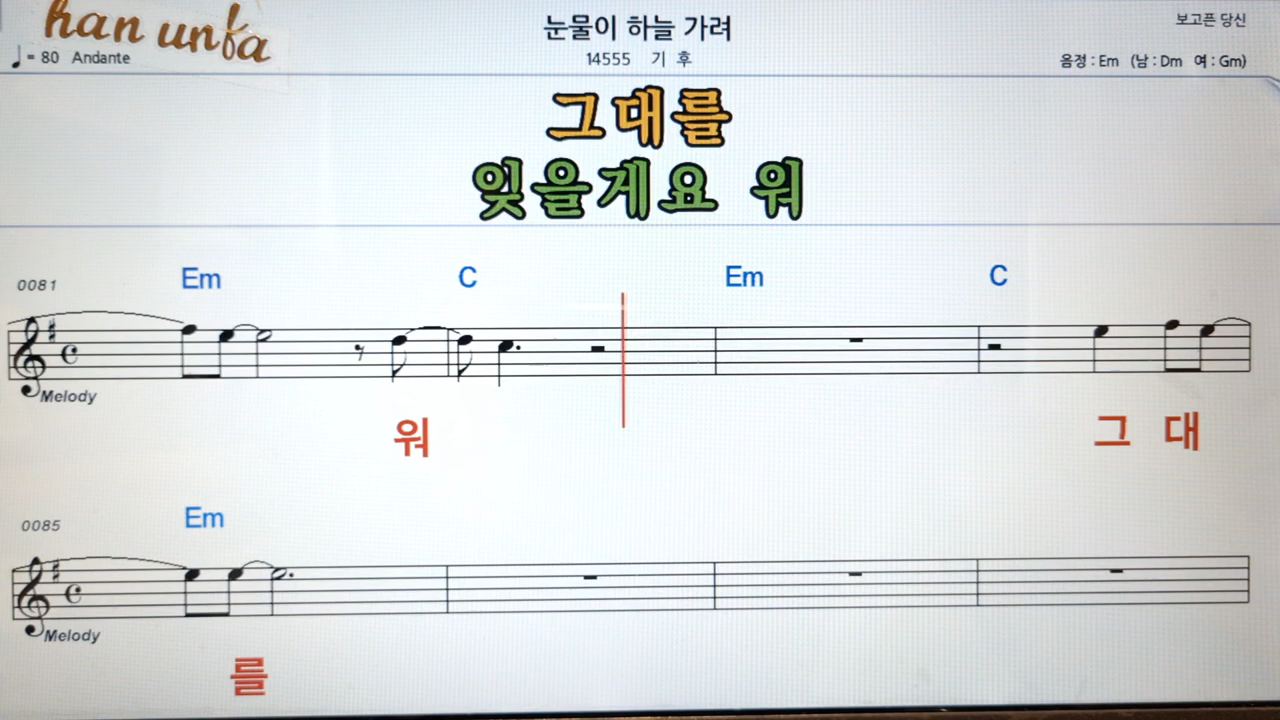 han unfa
눈물이 하늘 가려
보고픈 당신
♩= 80 Andante
14555 기 후
음정 : Em (남 : Dm 여 : Gm)
그대를
잊을게요 워
0081 Em C Em C
Melody
워 그 대
0085 Em
Melody
를